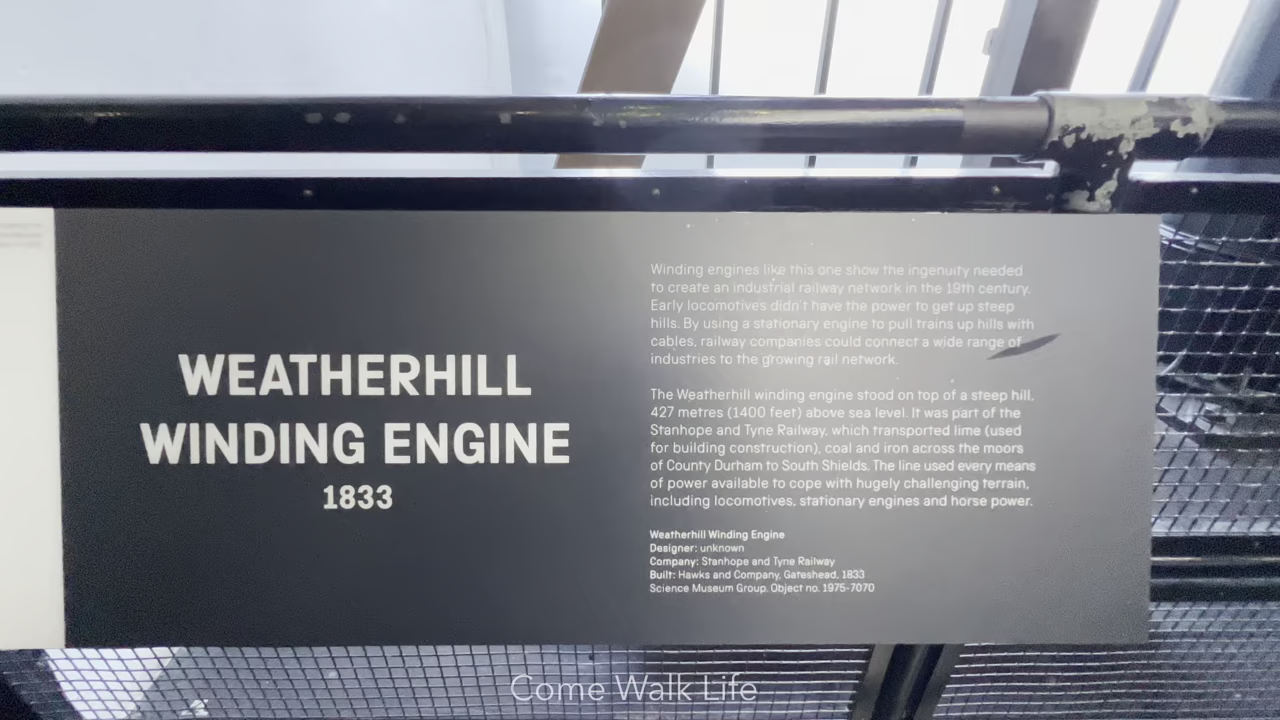 WEATHERHILL
WINDING ENGINE
1833
Winding engines like this one show the ingenuity needed
to create an industrial railway network in the 19th century.
Early locomotives didn't have the power to get up steep
hills. By using a stationary engine to pull trains up hills with
cables, railway companies could connect a wide range of
industries to the growing rail network.
The Weatherhill winding engine stood on top of a steep hill,
427 metres (1400 feet) above sea level. It was part of the
Stanhope and Tyne Railway, which transported lime (used
for building construction), coal and iron across the moors
of County Durham to South Shields. The line used every means
of power available to cope with hugely challenging terrain,
including locomotives, stationary engines and horse power.
Weatherhill Winding Engine
Designer: unknown
Company: Stanhope and Tyne Railway
Built: Hawks and Company, Gateshead, 1833
Science Museum Group. Object no. 1975-7070
Come Walk Life